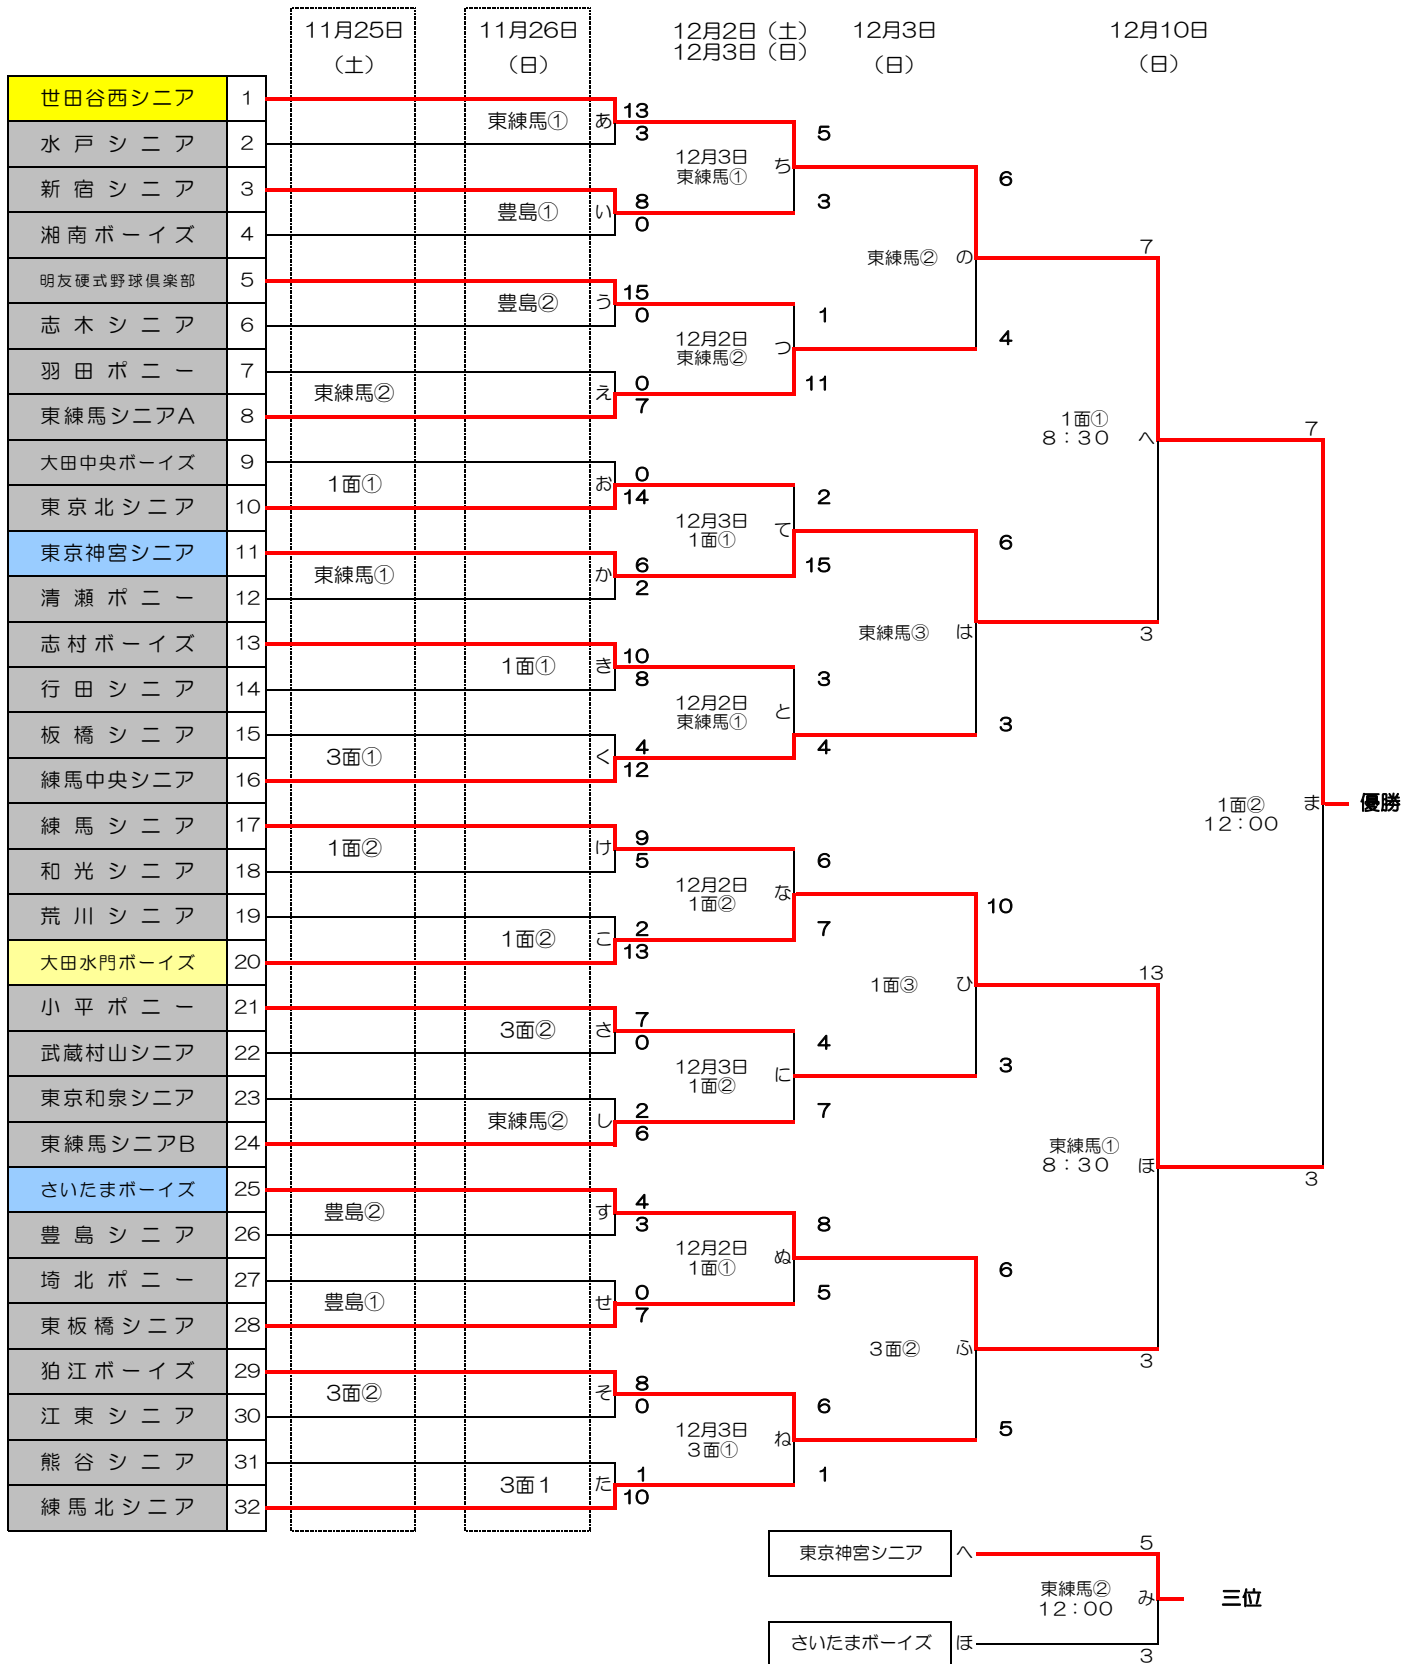 11月25日
(土)
11月26日
(日)
12月2日(土)
12月3日(日)
12月3日
(日)
12月10日
(日)
世田谷西シニア 1
水戸シニア 2
新宿シニア 3
湘南ボーイズ 4
明友硬式野球倶楽部 5
志木シニア 6
羽田ポニー 7
東練馬シニアA 8
大田中央ボーイズ 9
東京北シニア 10
東京神宮シニア 11
清瀬ポニー 12
志村ボーイズ 13
行田シニア 14
板橋シニア 15
練馬中央シニア 16
練馬シニア 17
和光シニア 18
荒川シニア 19
大田水門ボーイズ 20
小平ポニー 21
武蔵村山シニア 22
東京和泉シニア 23
東練馬シニアB 24
さいたまボーイズ 25
豊島シニア 26
埼北ポニー 27
東板橋シニア 28
狛江ボーイズ 29
江東シニア 30
熊谷シニア 31
練馬北シニア 32
東練馬② 
1面①
東練馬①
3面①
1面②
豊島②
豊島①
3面②
東練馬① あ 13
3
豊島① い 8
0
豊島② う 15
0
え 0
7
お 0
14
か 6
2
1面① き 10
8
く 4
12
け 9
5
1面② こ 2
13
3面② さ 7
0
東練馬② し 2
6
す 4
3
せ 0
7
そ 8
0
3面1 た 1
10
12月3日
東練馬① ち 5
3
12月2日
東練馬② つ 1
11
12月3日
1面① て 2
15
12月2日
東練馬① と 3
4
12月2日
1面② な 6
7
12月3日
1面② に 4
7
12月2日
1面① ぬ 8
5
12月3日
3面① ね 6
1
東練馬② の 6
4
東練馬③ は 6
3
1面③ ひ 10
3
3面② ふ 6
5
1面①
8:30 へ 7
3
東練馬①
8:30 ほ 13
3
1面②
12:00 ま 7
3
優勝
東京神宮シニア へ 5
東練馬②
12:00 み 三位
さいたまボーイズ ほ 3